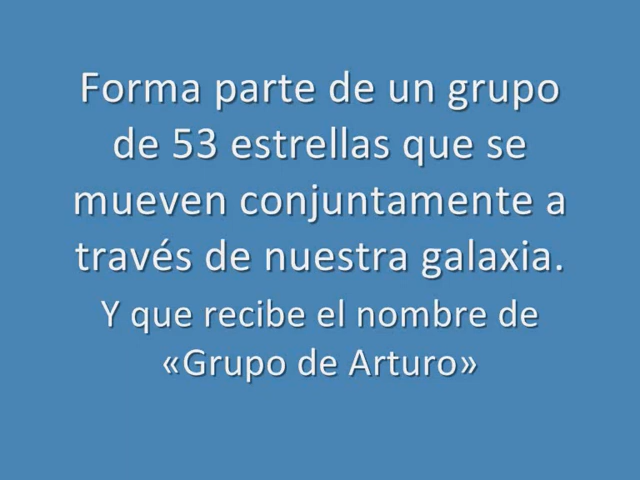 Forma parte de un grupo
de 53 estrellas que se
mueven conjuntamente a
través de nuestra galaxia.
Y que recibe el nombre de
«Grupo de Arturo»